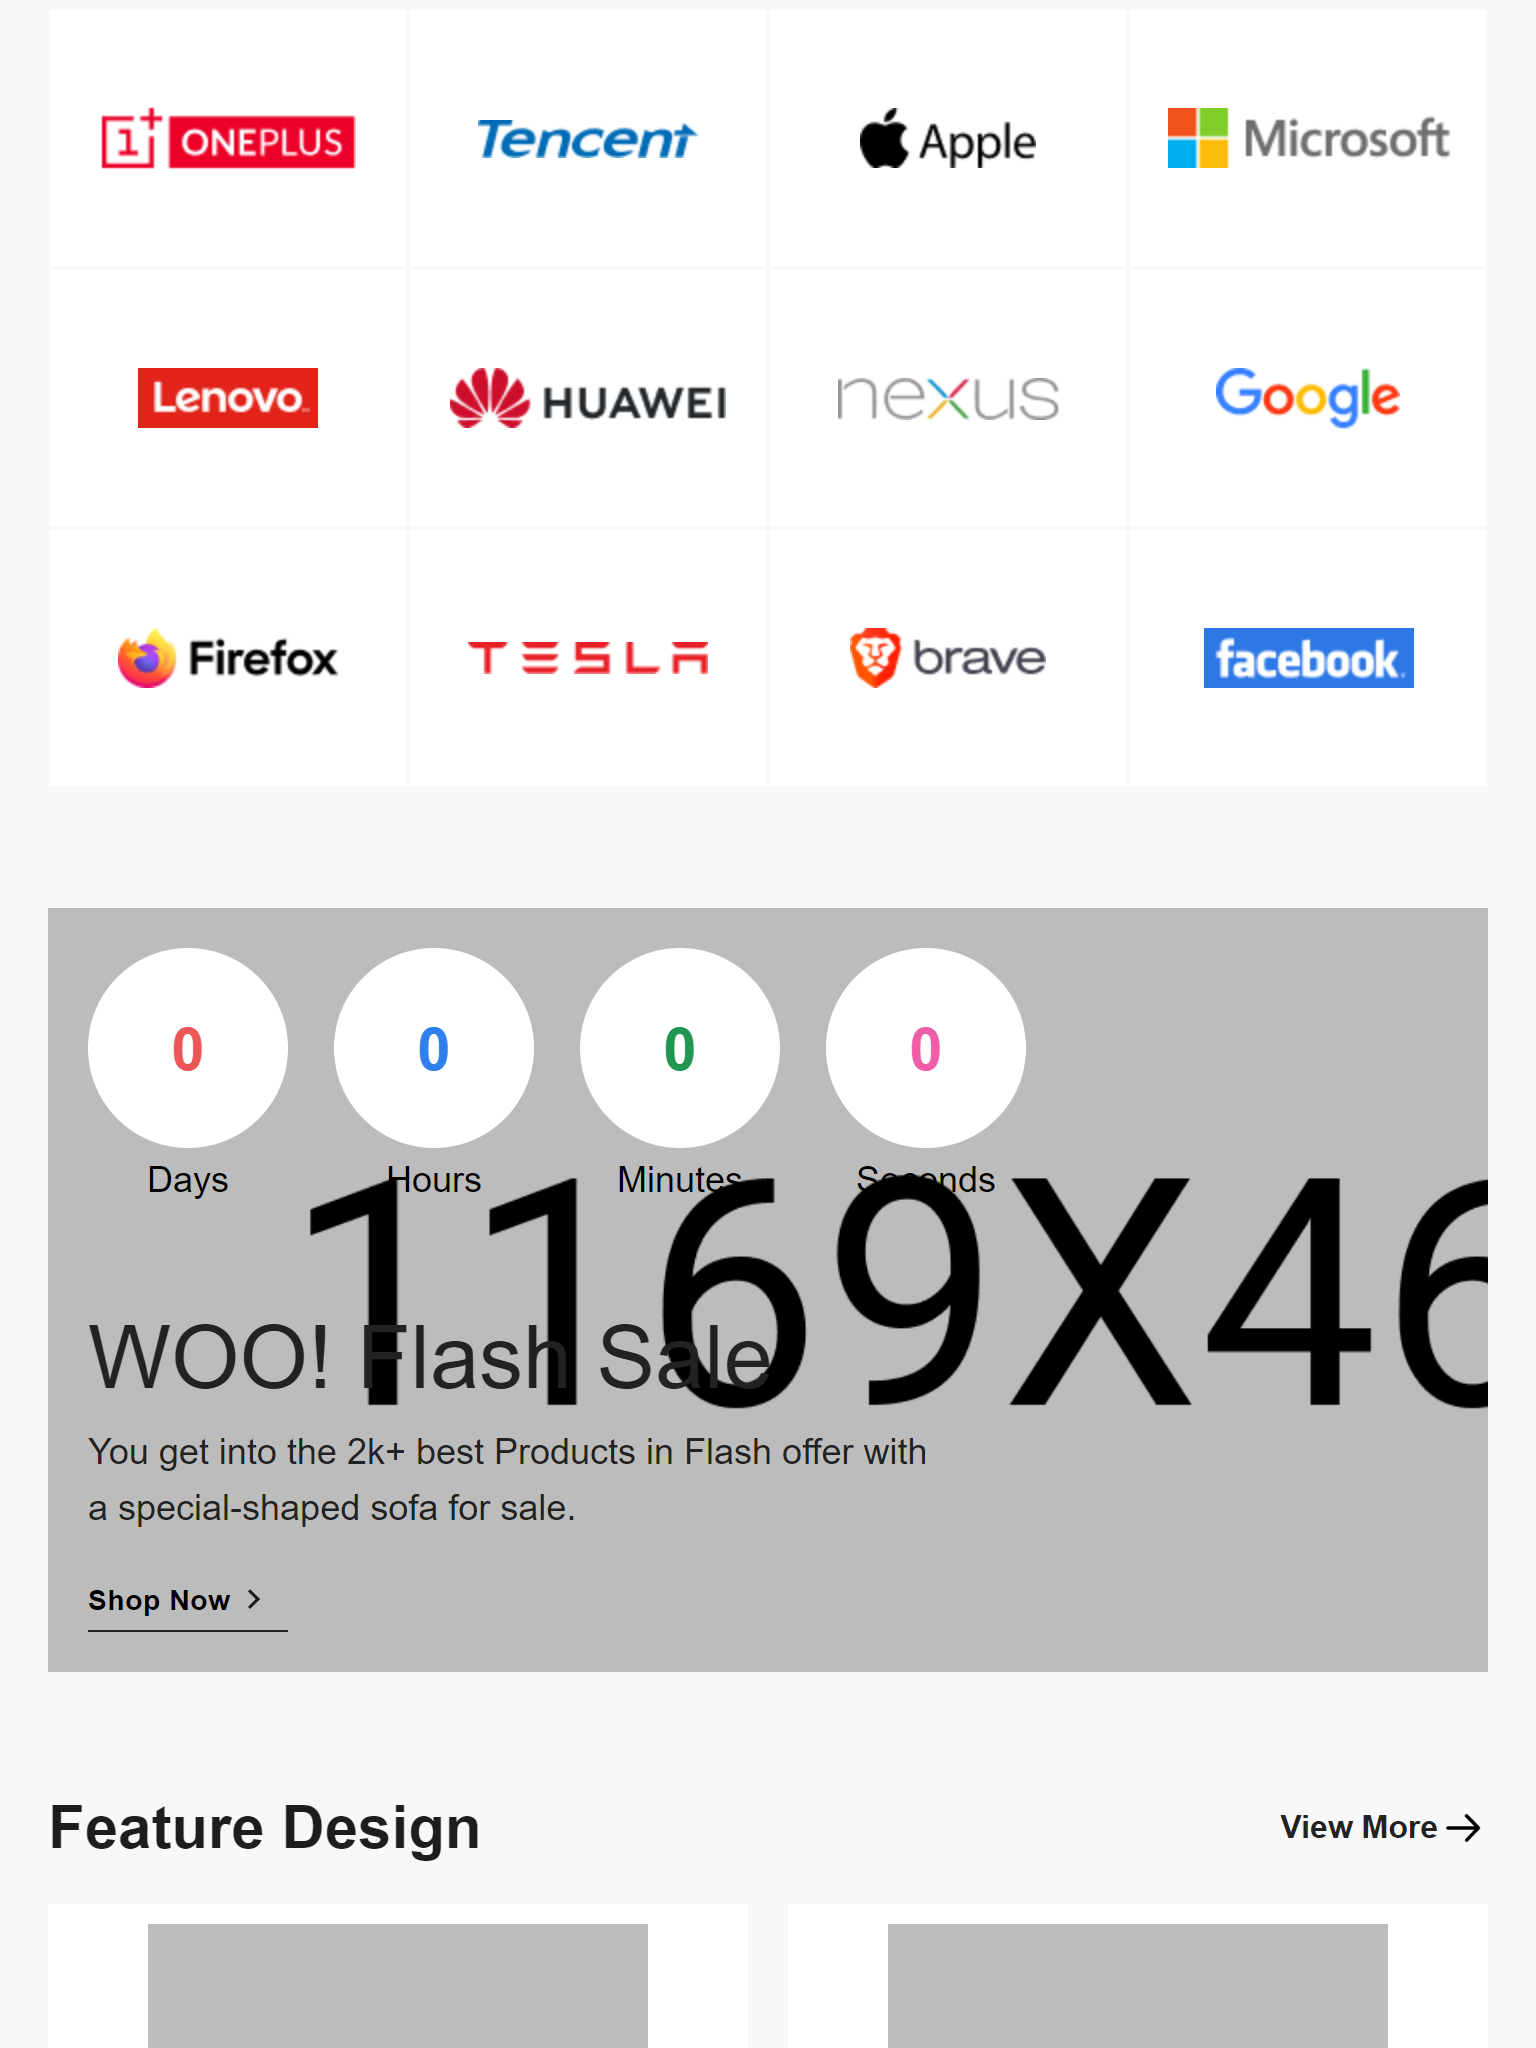 1+ ONEPLUS
Tencent
Apple
Microsoft
Lenovo
HUAWEI
nexus
Google
Firefox
TESLA
brave
facebook
0 0 0 0
Days Hours Minutes Seconds
1169X46
WOO! Flash Sale
You get into the 2k+ best Products in Flash offer with
a special-shaped sofa for sale.
Shop Now >
Feature Design
View More →